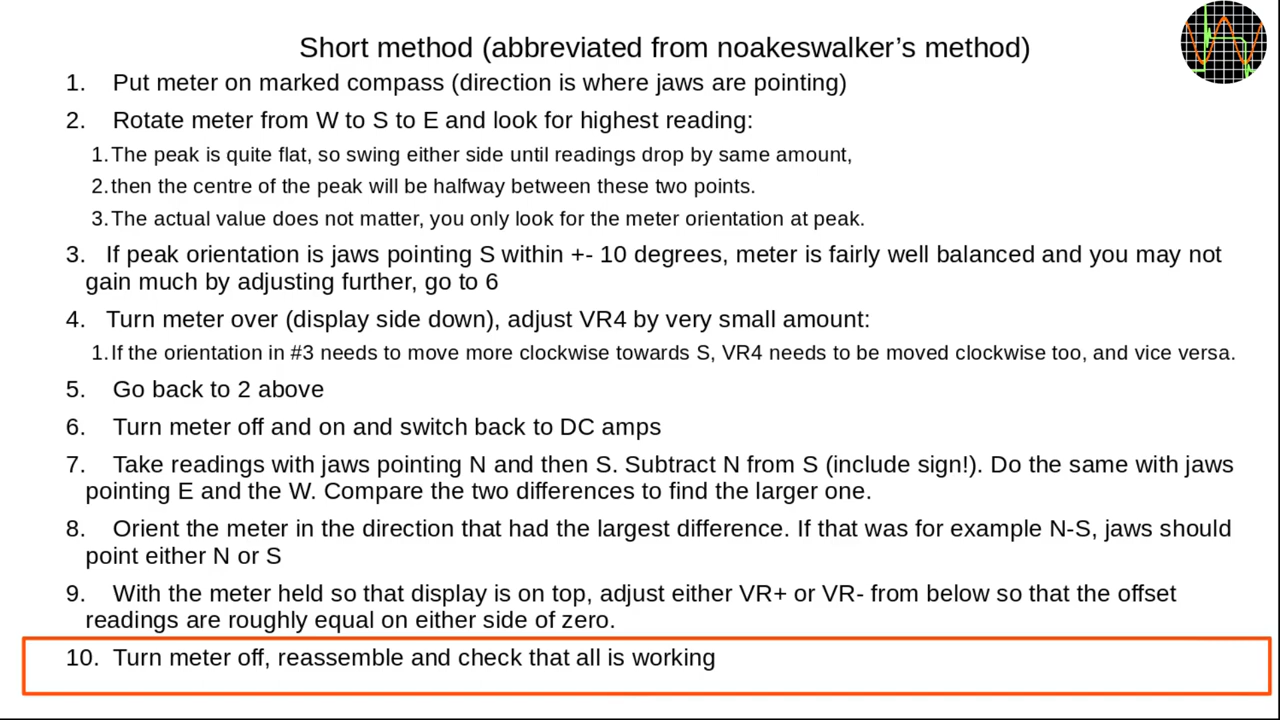 Short method (abbreviated from noakeswalker’s method)
1. Put meter on marked compass (direction is where jaws are pointing)
2. Rotate meter from W to S to E and look for highest reading:
1. The peak is quite flat, so swing either side until readings drop by same amount,
2. then the centre of the peak will be halfway between these two points.
3. The actual value does not matter, you only look for the meter orientation at peak.
3. If peak orientation is jaws pointing S within +- 10 degrees, meter is fairly well balanced and you may not
gain much by adjusting further, go to 6
4. Turn meter over (display side down), adjust VR4 by very small amount:
1. If the orientation in #3 needs to move more clockwise towards S, VR4 needs to be moved clockwise too, and vice versa.
5. Go back to 2 above
6. Turn meter off and on and switch back to DC amps
7. Take readings with jaws pointing N and then S. Subtract N from S (include sign!). Do the same with jaws
pointing E and the W. Compare the two differences to find the larger one.
8. Orient the meter in the direction that had the largest difference. If that was for example N-S, jaws should
point either N or S
9. With the meter held so that display is on top, adjust either VR+ or VR- from below so that the offset
readings are roughly equal on either side of zero.
10. Turn meter off, reassemble and check that all is working